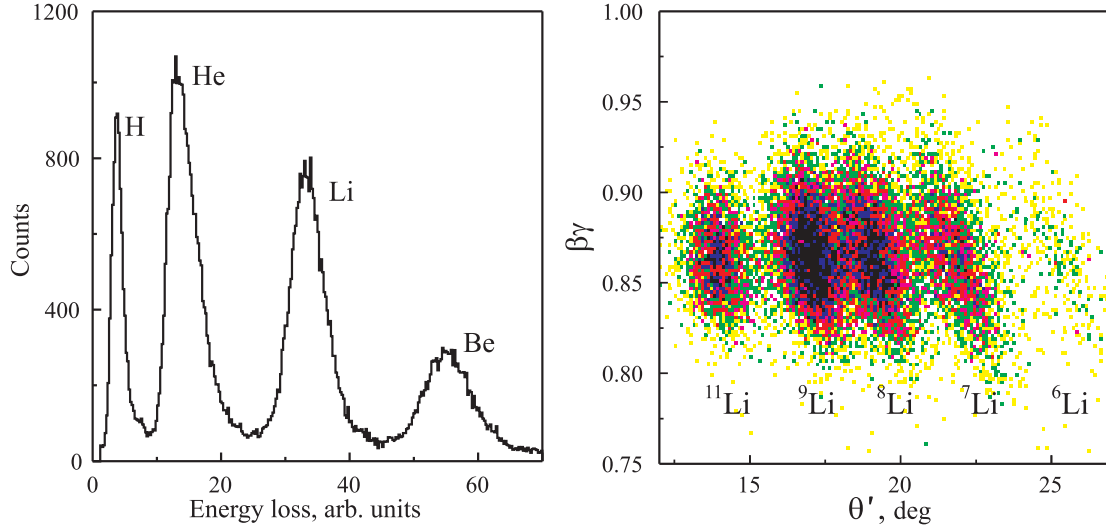 1200
800
400
0
Counts
H
He
Li
Be
0 20 40 60
Energy loss, arb. units
1.00
0.95
0.90
0.85
0.80
0.75
βγ
¹¹Li ⁹Li ⁸Li ⁷Li ⁶Li
15 20 25
θ′, deg